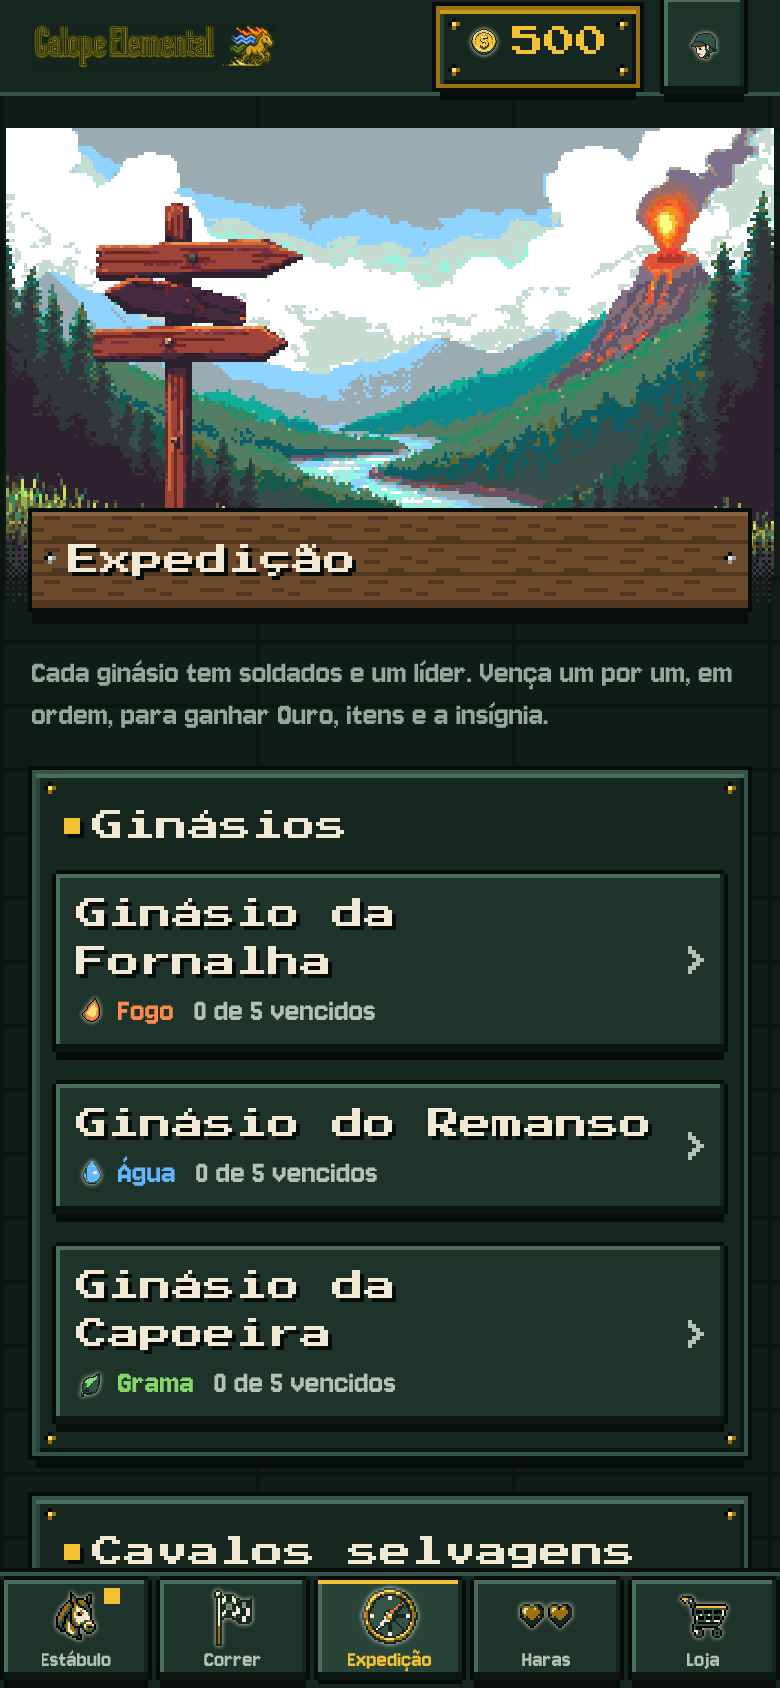 Galope Elemental
500
Expedição
Cada ginásio tem soldados e um líder. Vença um por um, em
ordem, para ganhar Ouro, itens e a insígnia.
Ginásios
Ginásio da
Fornalha
Fogo 0 de 5 vencidos
Ginásio do Remanso
Água 0 de 5 vencidos
Ginásio da
Capoeira
Grama 0 de 5 vencidos
Cavalos selvagens
Estábulo
Correr
Expedição
Haras
Loja